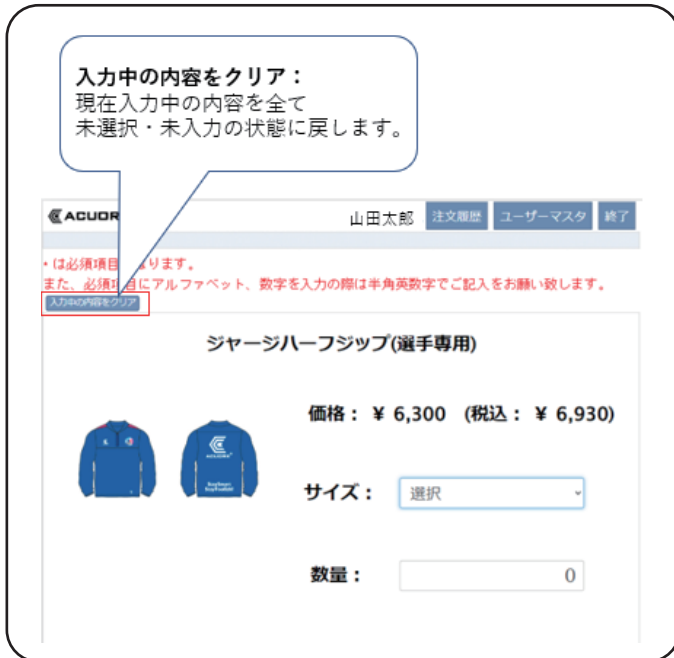 入力中の内容をクリア：
現在入力中の内容を全て
未選択・未入力の状態に戻します。
ACUOR
山田太郎 注文履歴 ユーザーマスタ 終了
は必須項目 ります。
また、必須項目にアルファベット、数字を入力の際は半角英数字でご記入をお願い致します。
入力中の内容をクリア
ジャージハーフジップ(選手専用)
価格： ¥ 6,300 (税込： ¥ 6,930)
サイズ： 選択
数量： 0